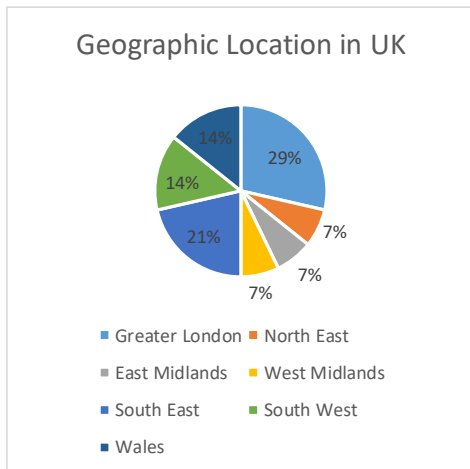 Geographic Location in UK
14%
29%
14%
7%
21%
7%
7%
Greater London
North East
East Midlands
West Midlands
South East
South West
Wales